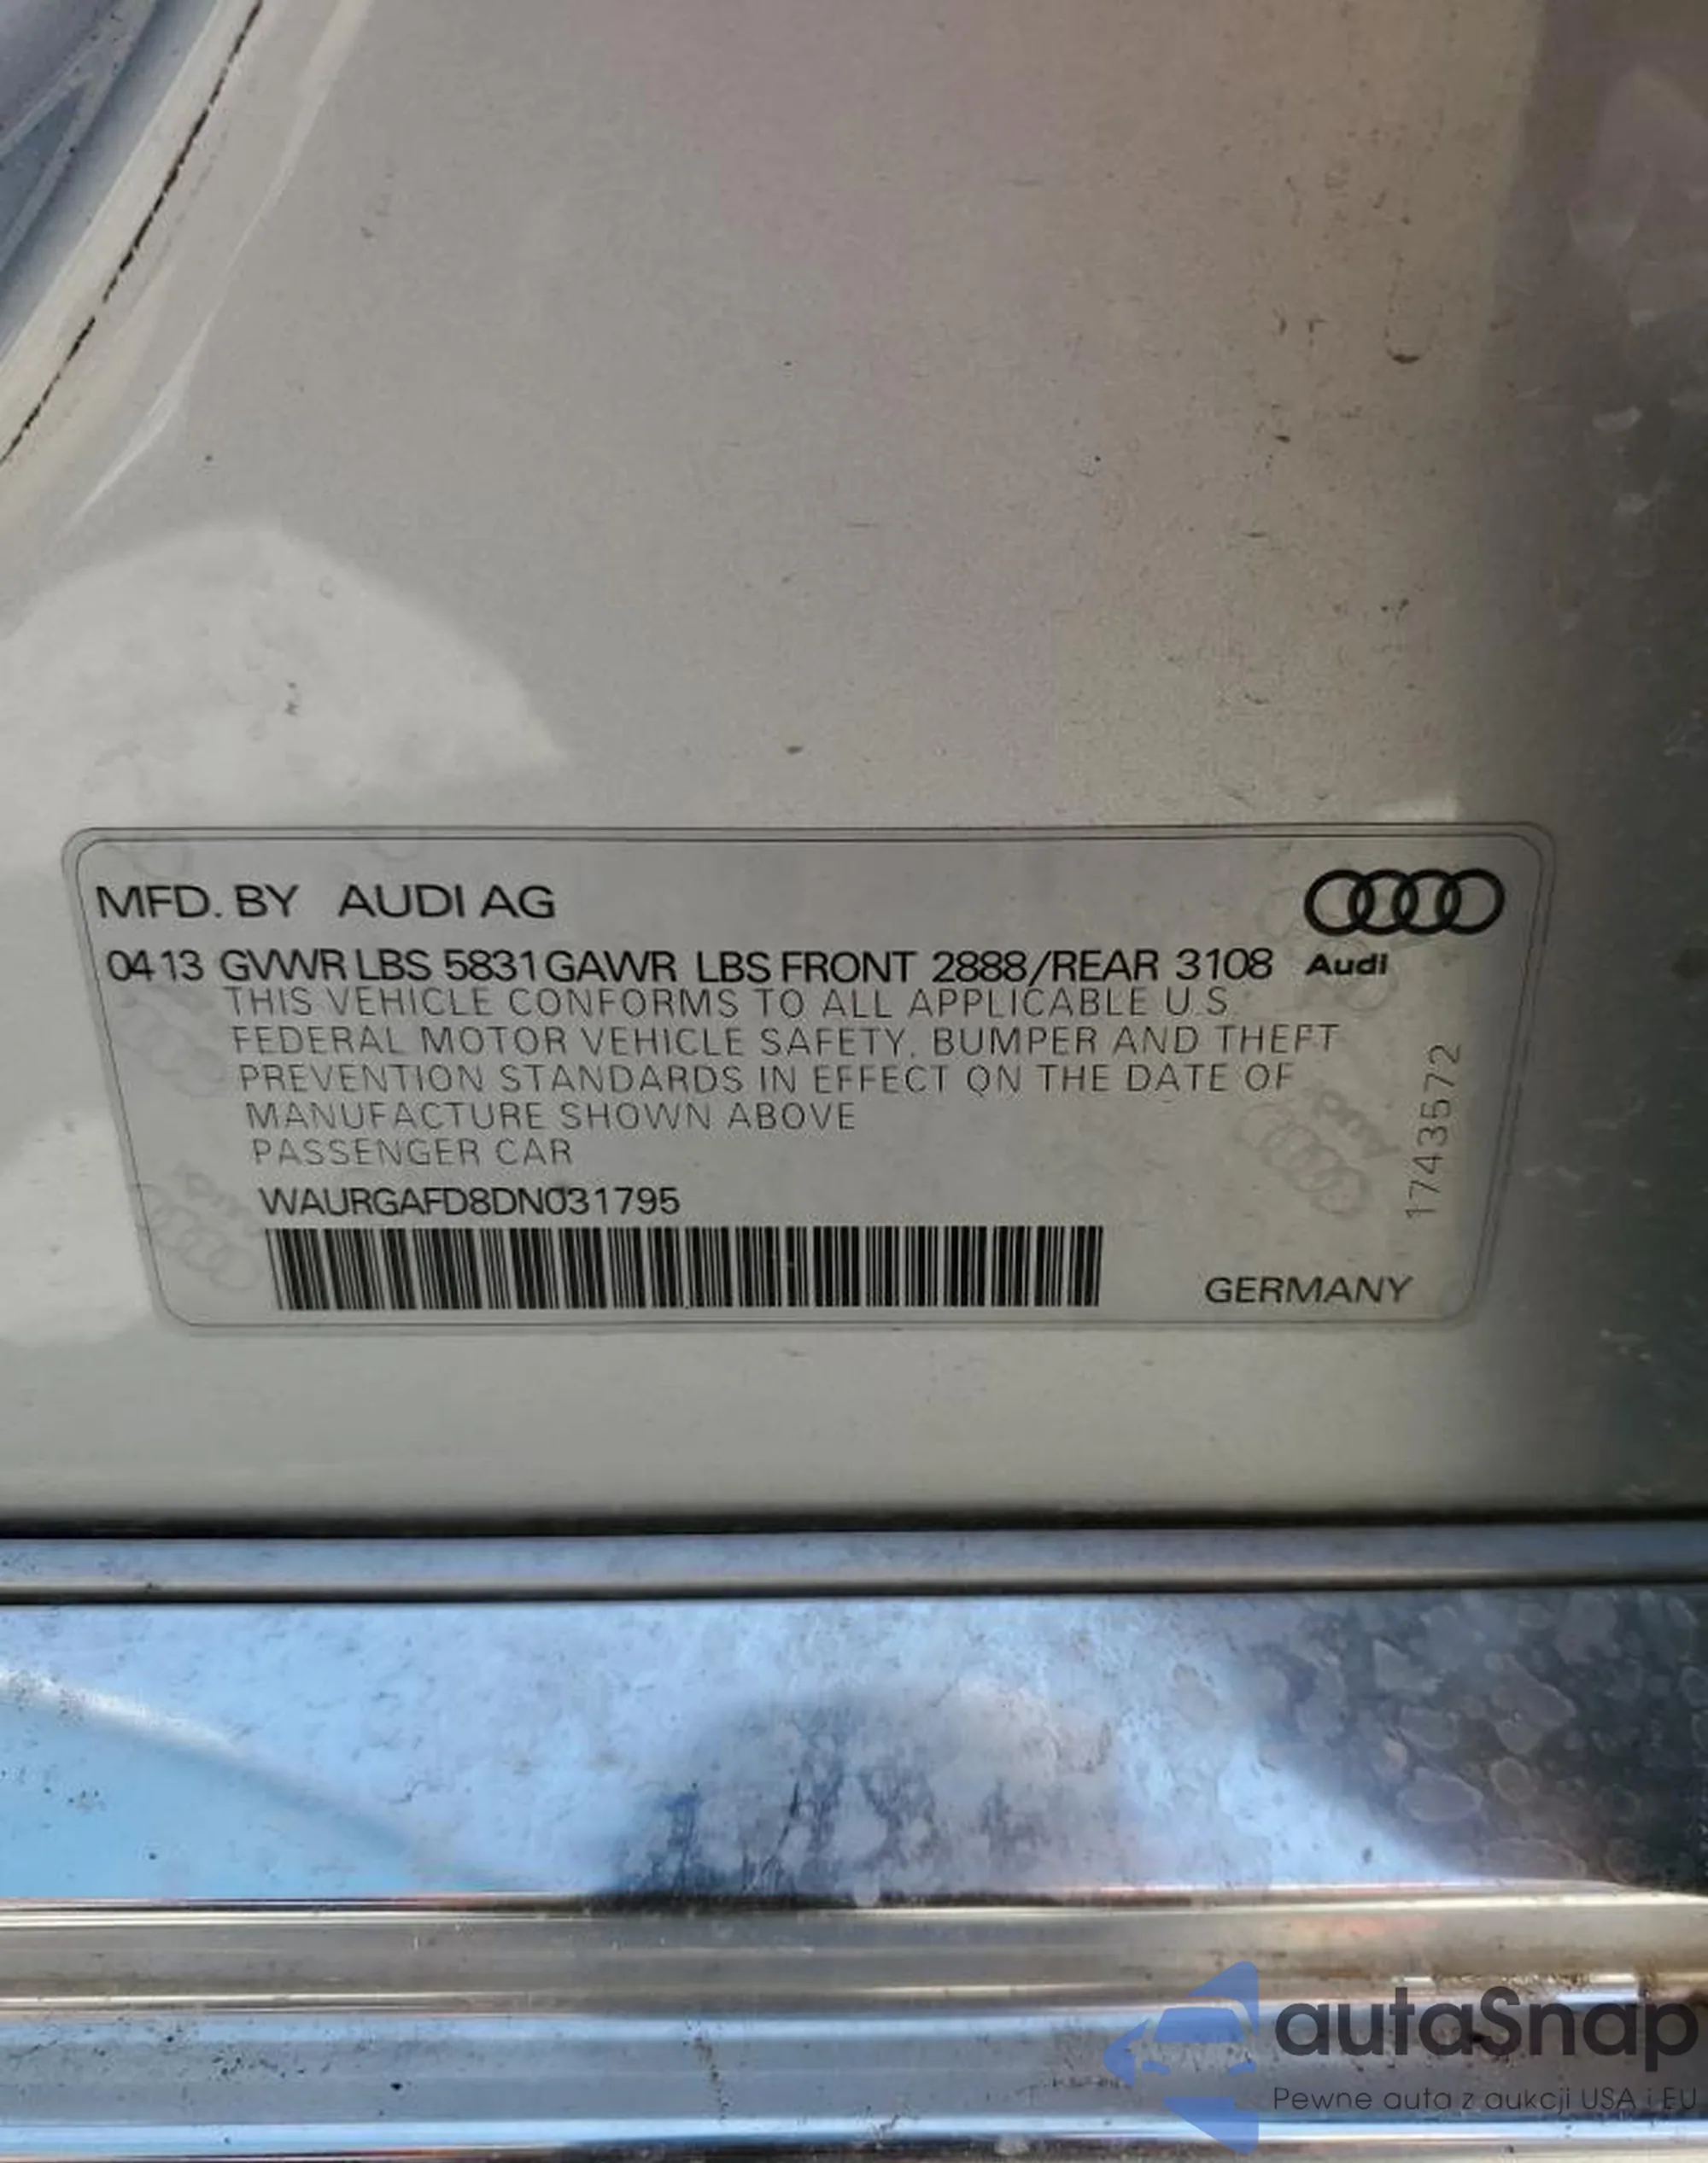 MFD. BY AUDI AG
0413 GVWR LBS 5831 GAWR LBS FRONT 2888/REAR 3108 Audi
THIS VEHICLE CONFORMS TO ALL APPLICABLE U.S.
FEDERAL MOTOR VEHICLE SAFETY, BUMPER AND THEFT
PREVENTION STANDARDS IN EFFECT ON THE DATE OF
MANUFACTURE SHOWN ABOVE
PASSENGER CAR
WAURGAFD8DN031795
1743572
GERMANY
autaSnap
Pewne auta z aukcji USA i EU